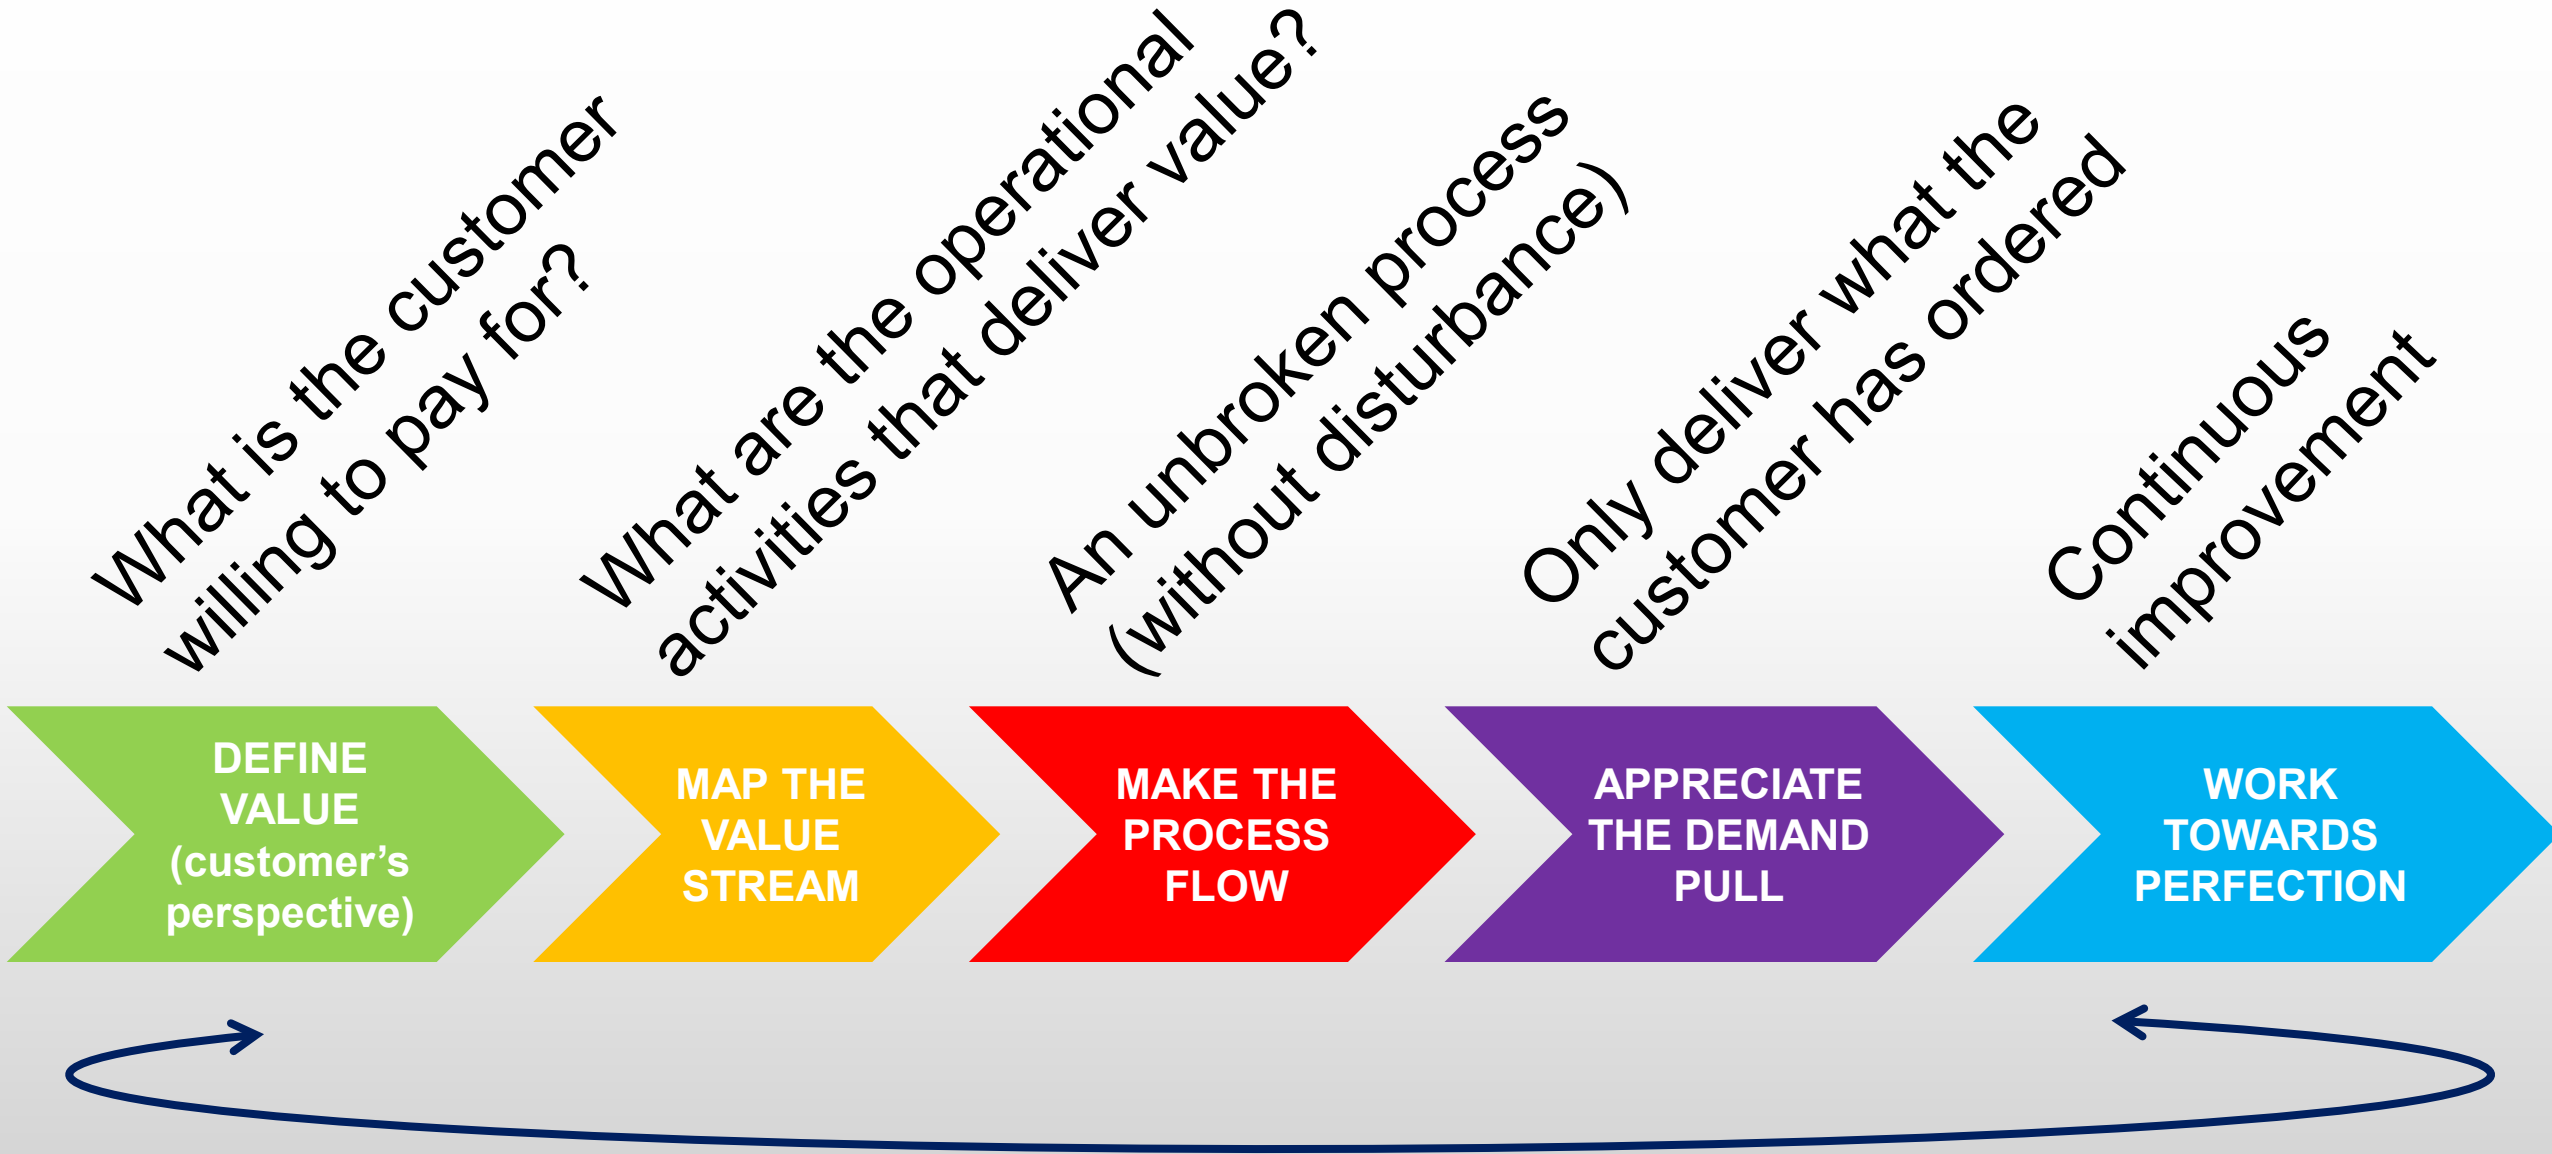 What is the customer
willing to pay for?
What are the operational
activities that deliver value?
An unbroken process
(without disturbance)
Only deliver what the
customer has ordered
Continuous
improvement
DEFINE
VALUE
(customer’s
perspective)
MAP THE
VALUE
STREAM
MAKE THE
PROCESS
FLOW
APPRECIATE
THE DEMAND
PULL
WORK
TOWARDS
PERFECTION